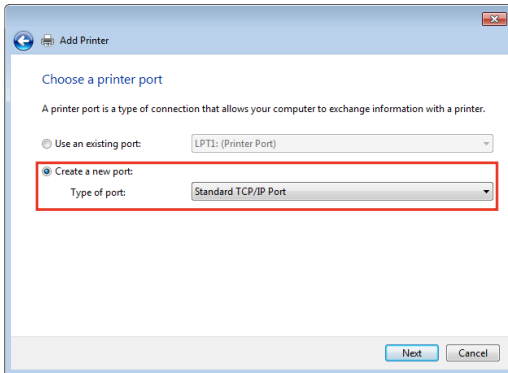 Add Printer
Choose a printer port
A printer port is a type of connection that allows your computer to exchange information with a printer.
Use an existing port: LPT1: (Printer Port)
Create a new port:
Type of port: Standard TCP/IP Port
Next Cancel